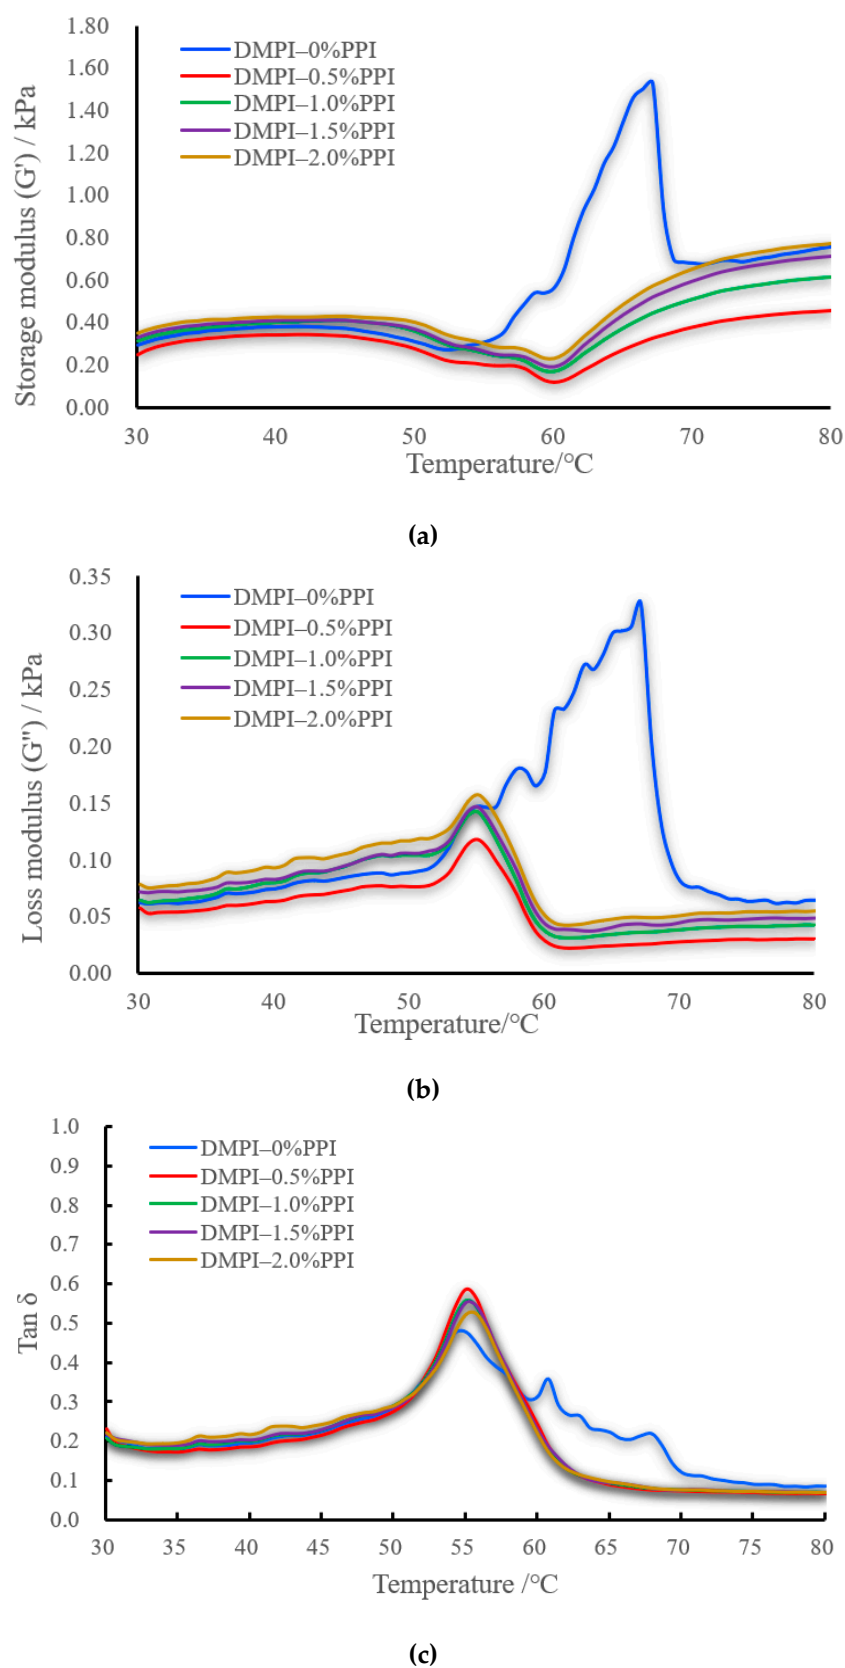 1.80
1.60
1.40
1.20
1.00
0.80
0.60
0.40
0.20
0.00
Storage modulus (G') / kPa
DMPI–0%PPI
DMPI–0.5%PPI
DMPI–1.0%PPI
DMPI–1.5%PPI
DMPI–2.0%PPI
30 40 50 60 70 80
Temperature/°C
(a)
0.35
0.30
0.25
0.20
0.15
0.10
0.05
0.00
Loss modulus (G") / kPa
DMPI–0%PPI
DMPI–0.5%PPI
DMPI–1.0%PPI
DMPI–1.5%PPI
DMPI–2.0%PPI
30 40 50 60 70 80
Temperature/°C
(b)
1.0
0.9
0.8
0.7
0.6
0.5
0.4
0.3
0.2
0.1
0.0
Tan δ
DMPI–0%PPI
DMPI–0.5%PPI
DMPI–1.0%PPI
DMPI–1.5%PPI
DMPI–2.0%PPI
30 35 40 45 50 55 60 65 70 75 80
Temperature /°C
(c)